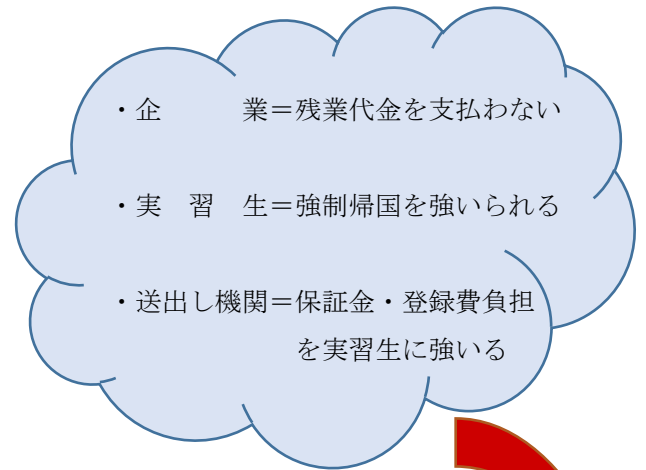 ・企　　　業＝残業代金を支払わない
・実　習　生＝強制帰国を強いられる
・送出し機関＝保証金・登録費負担
を実習生に強いる